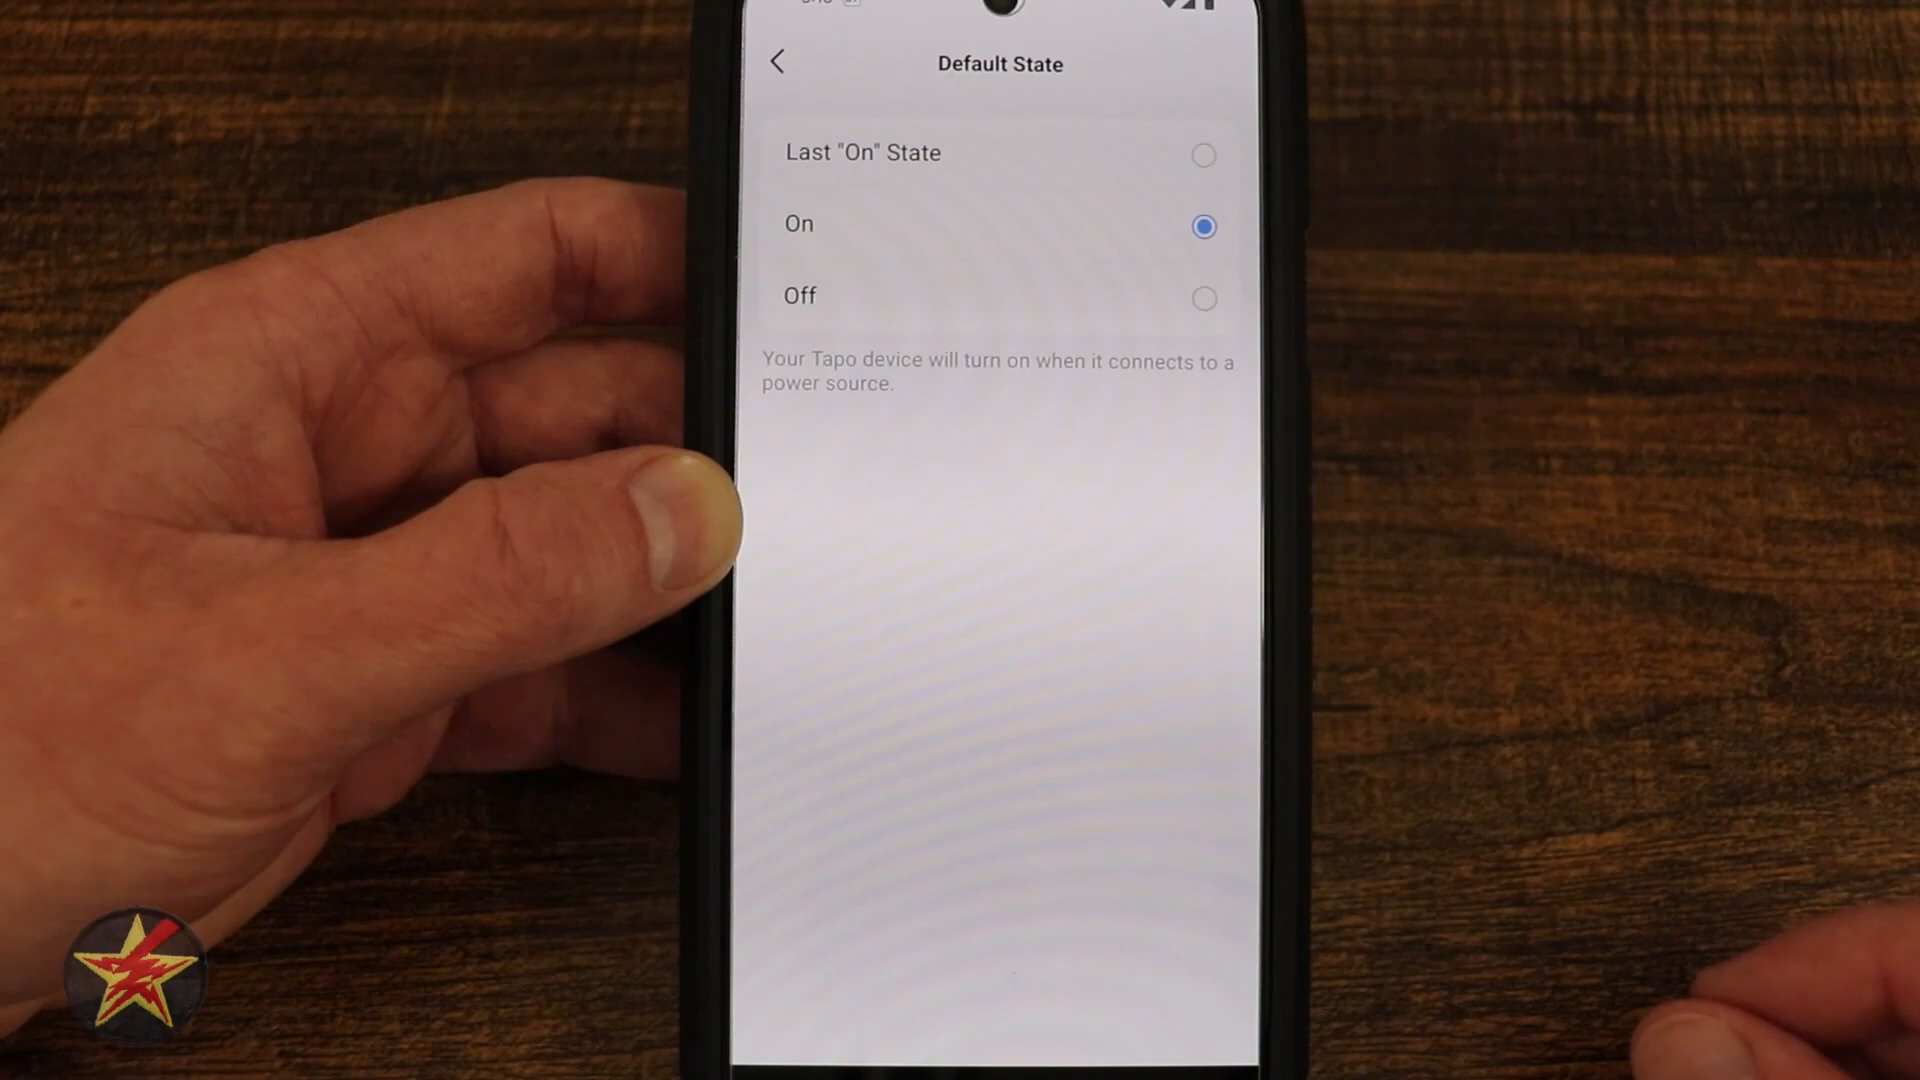 Default State
Last "On" State
On
Off
Your Tapo device will turn on when it connects to a
power source.